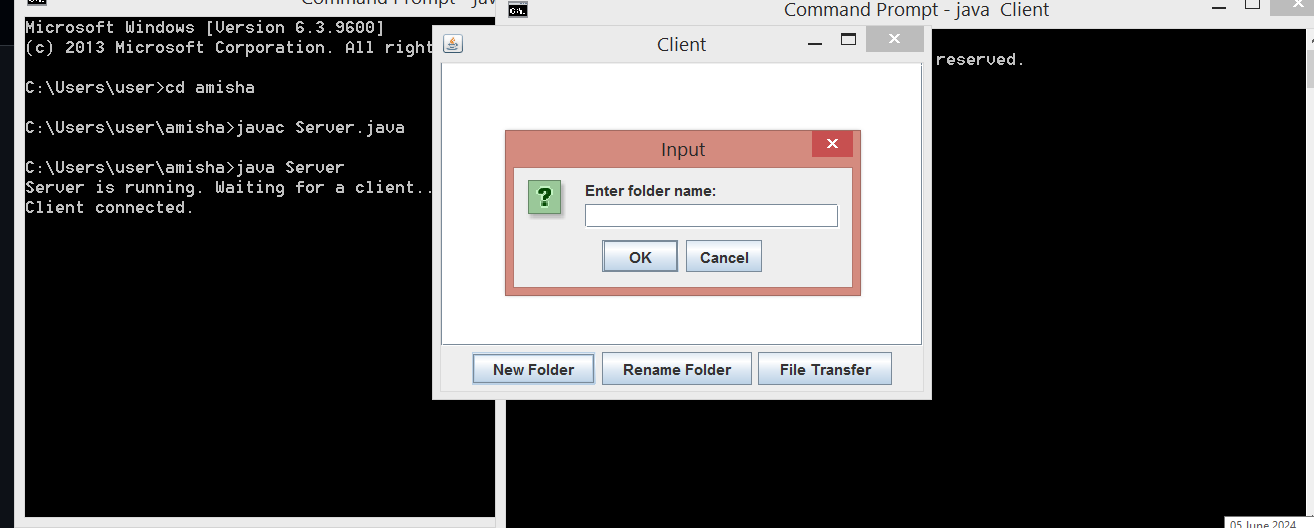 Command Prompt - jav
Microsoft Windows [Version 6.3.9600]
(c) 2013 Microsoft Corporation. All right
C:\Users\user>cd amisha
C:\Users\user\amisha>javac Server.java
C:\Users\user\amisha>java Server
Server is running. Waiting for a client..
Client connected.
Command Prompt - java  Client
reserved.
Client
Input
?
Enter folder name:
OK
Cancel
New Folder
Rename Folder
File Transfer
05 June 2024